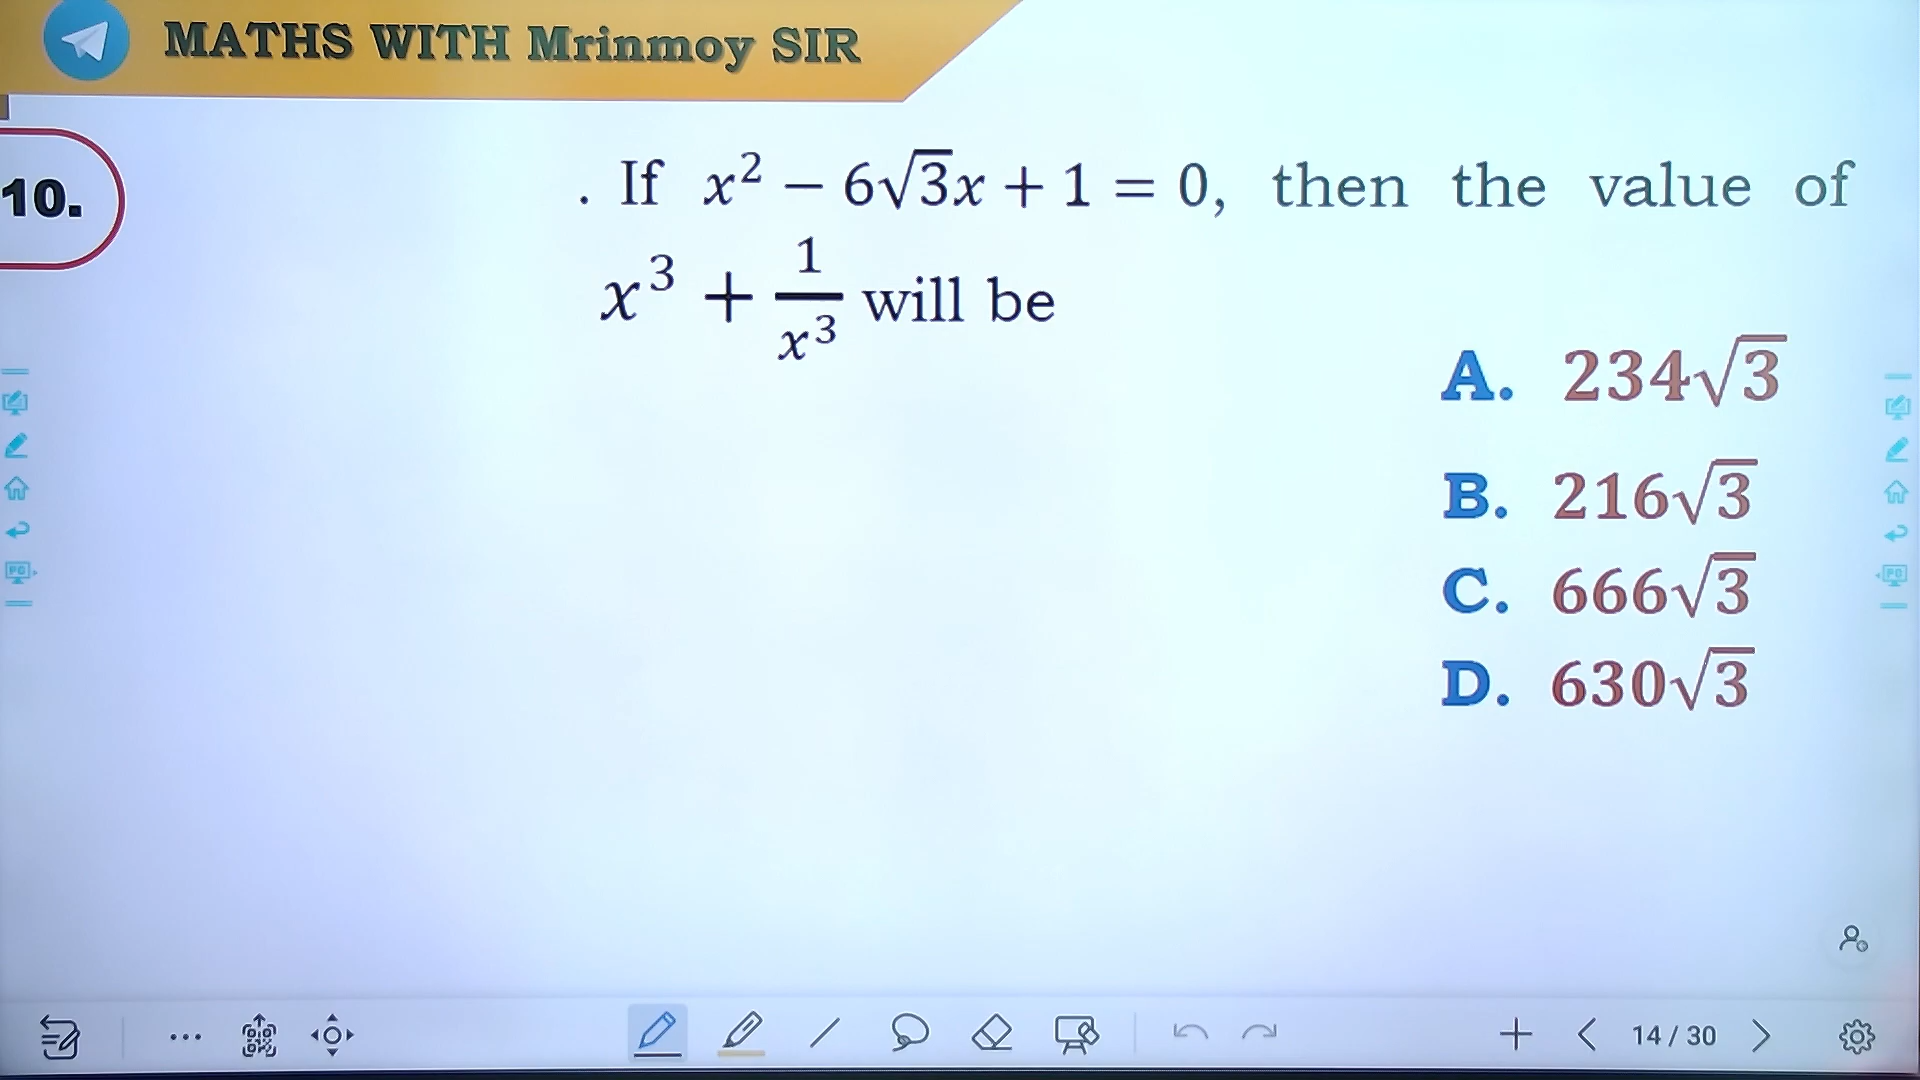 MATHS WITH Mrinmoy SIR
10.
. If x² − 6√3x + 1 = 0, then the value of
x³ + 1/x³ will be
A. 234√3
B. 216√3
C. 666√3
D. 630√3
14 / 30